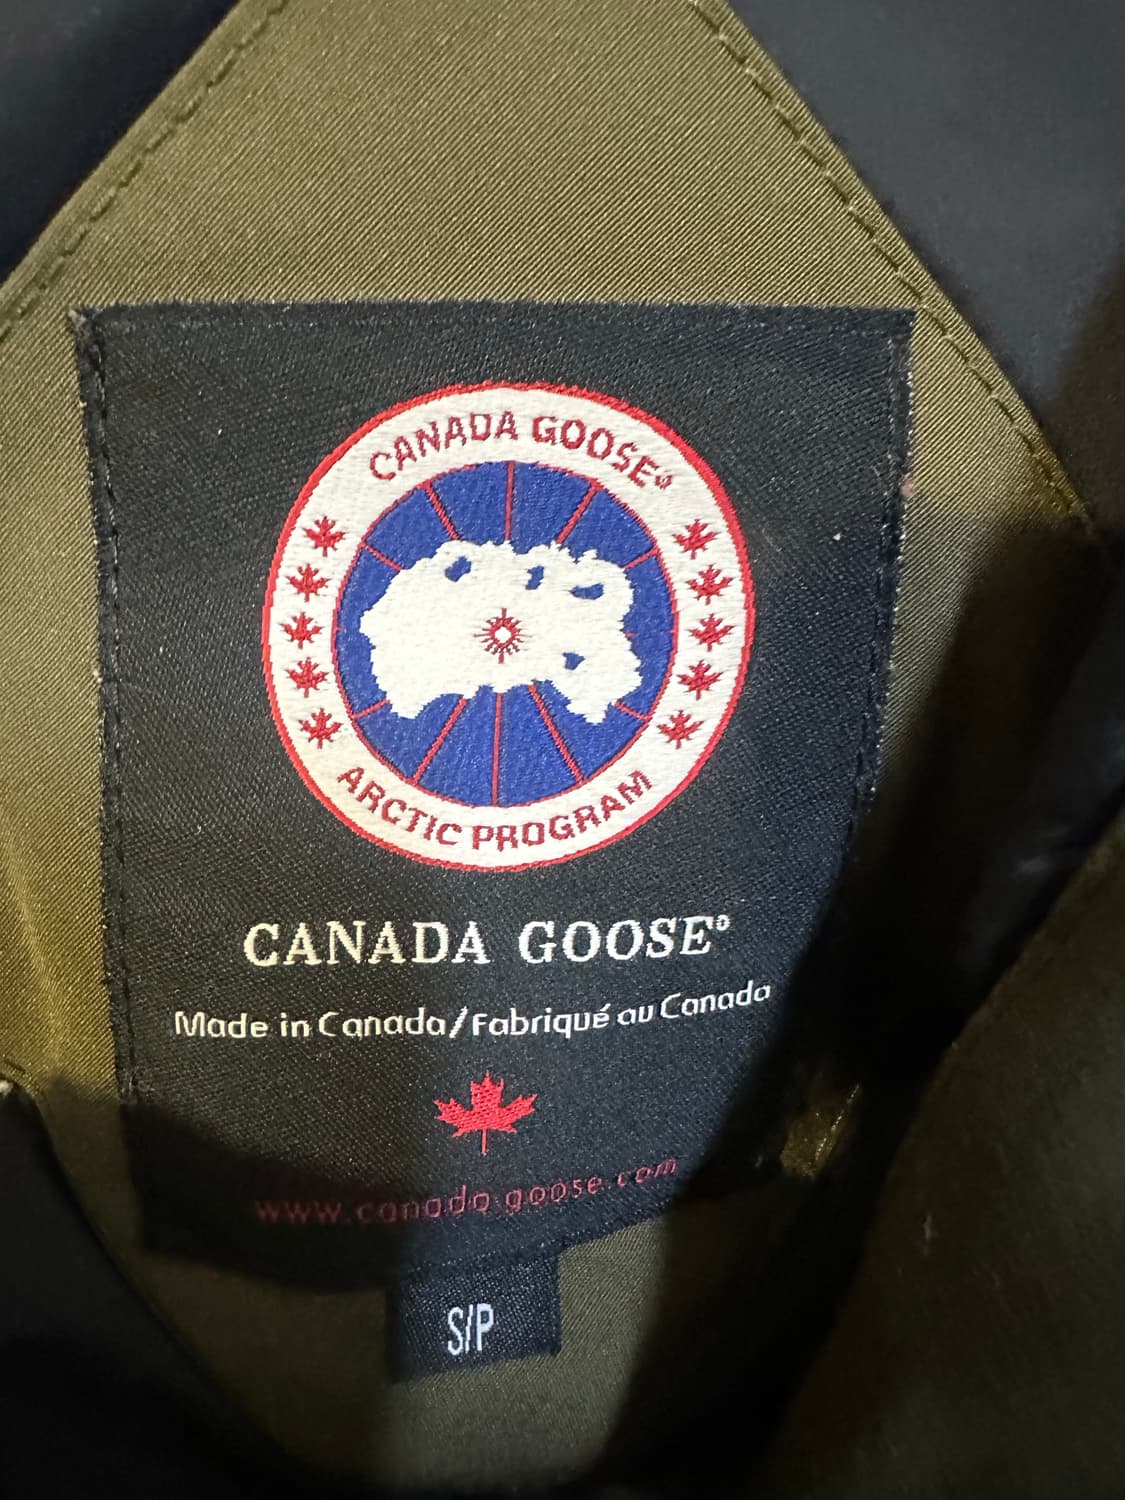 CANADA GOOSE®
ARCTIC PROGRAM
CANADA GOOSE®
Made in Canada/Fabriqué au Canada
www.canada-goose.com
S/P